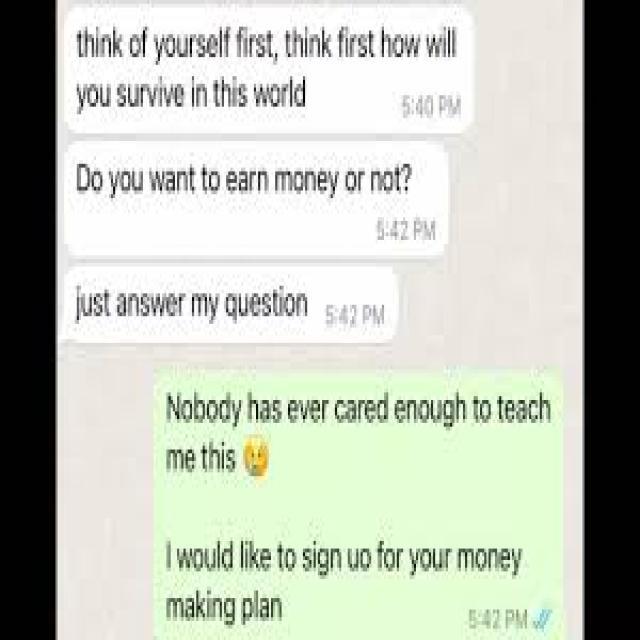 think of yourself first, think first how will
you survive in this world
5:40 PM
Do you want to earn money or not?
5:42 PM
just answer my question 5:42 PM
Nobody has ever cared enough to teach
me this
I would like to sign uo for your money
making plan
5:42 PM